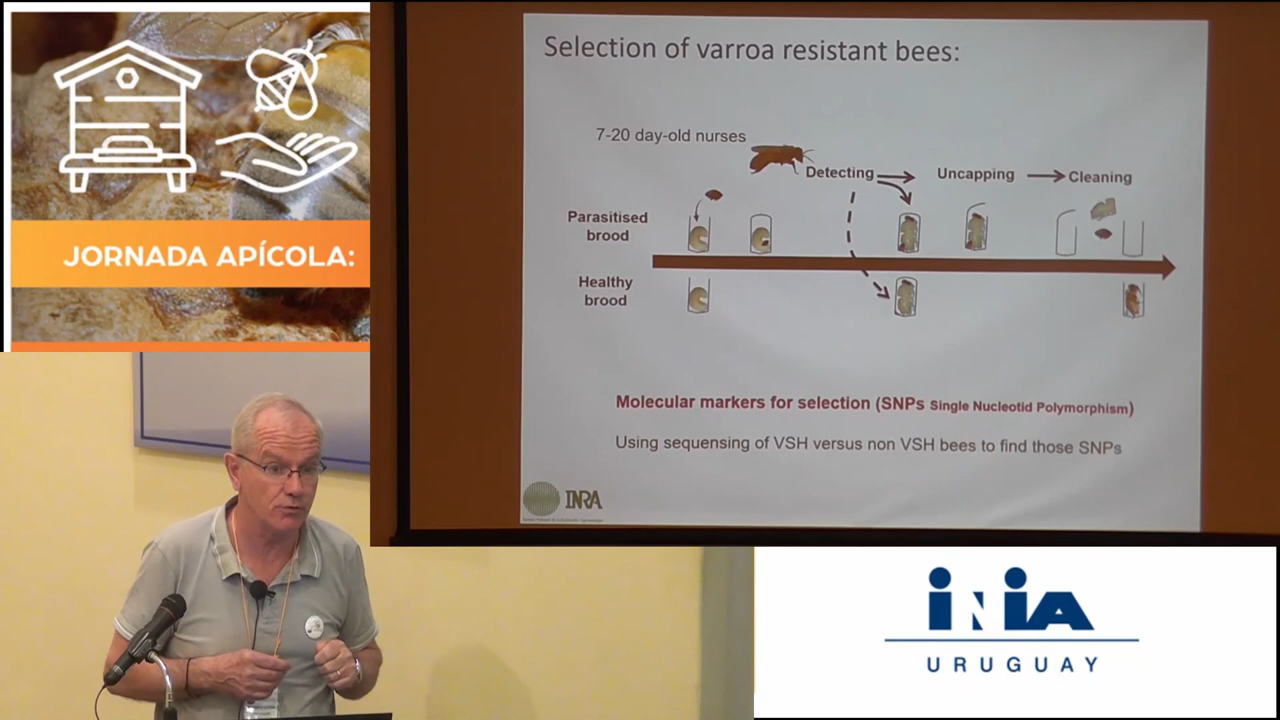 JORNADA APÍCOLA:
Selection of varroa resistant bees:
7-20 day-old nurses
Detecting
Uncapping
Cleaning
Parasitised
brood
Healthy
brood
Molecular markers for selection (SNPs Single Nucleotid Polymorphism)
Using sequensing of VSH versus non VSH bees to find those SNPs
INRA
INIA
URUGUAY